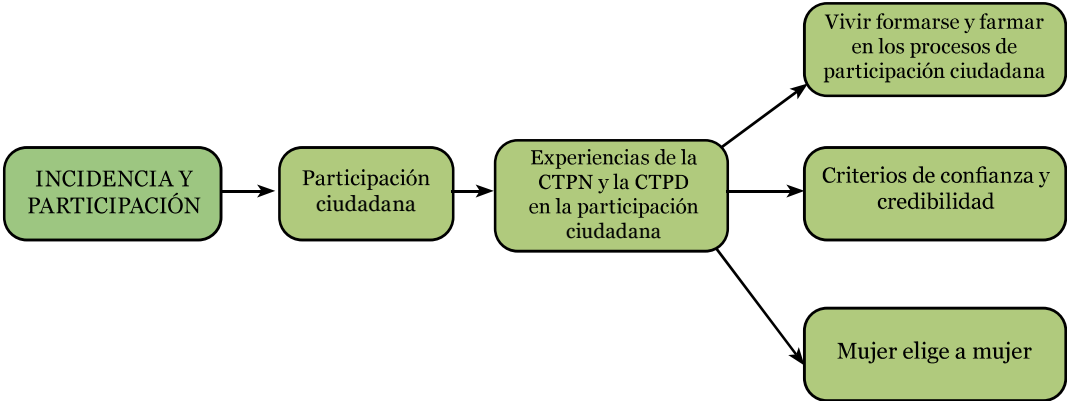 INCIDENCIA Y
PARTICIPACIÓN
Participación
ciudadana
Experiencias de la
CTPN y la CTPD
en la participación
ciudadana
Vivir formarse y farmar
en los procesos de
participación ciudadana
Criterios de confianza y
credibilidad
Mujer elige a mujer